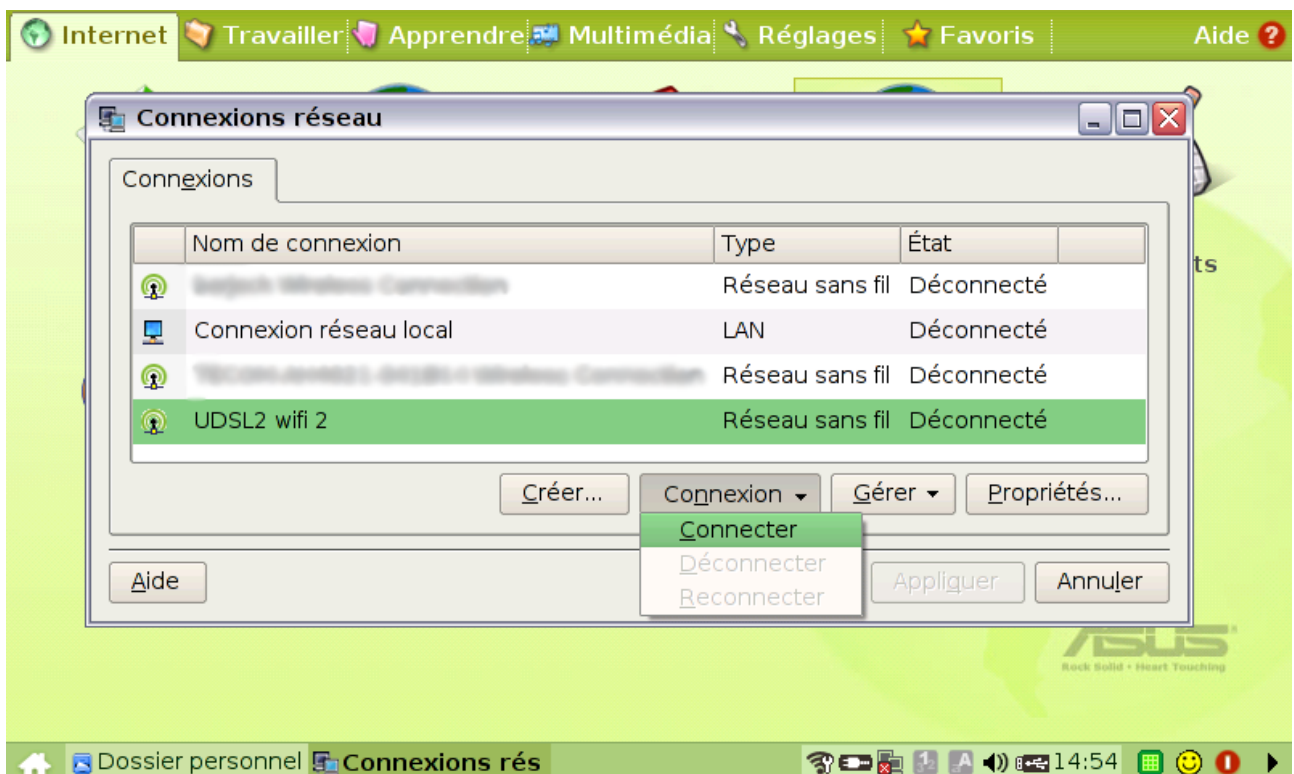 Internet Travailler Apprendre Multimédia Réglages Favoris Aide
Connexions réseau
Connexions
Nom de connexion Type État
Réseau sans fil Déconnecté
Connexion réseau local LAN Déconnecté
Réseau sans fil Déconnecté
UDSL2 wifi 2 Réseau sans fil Déconnecté
Créer... Connexion Gérer Propriétés...
Connecter
Déconnecter
Reconnecter
Aide Appliquer Annuler
ts
ASUS
Rock Solid • Heart Touching
Dossier personnel Connexions rés 14:54